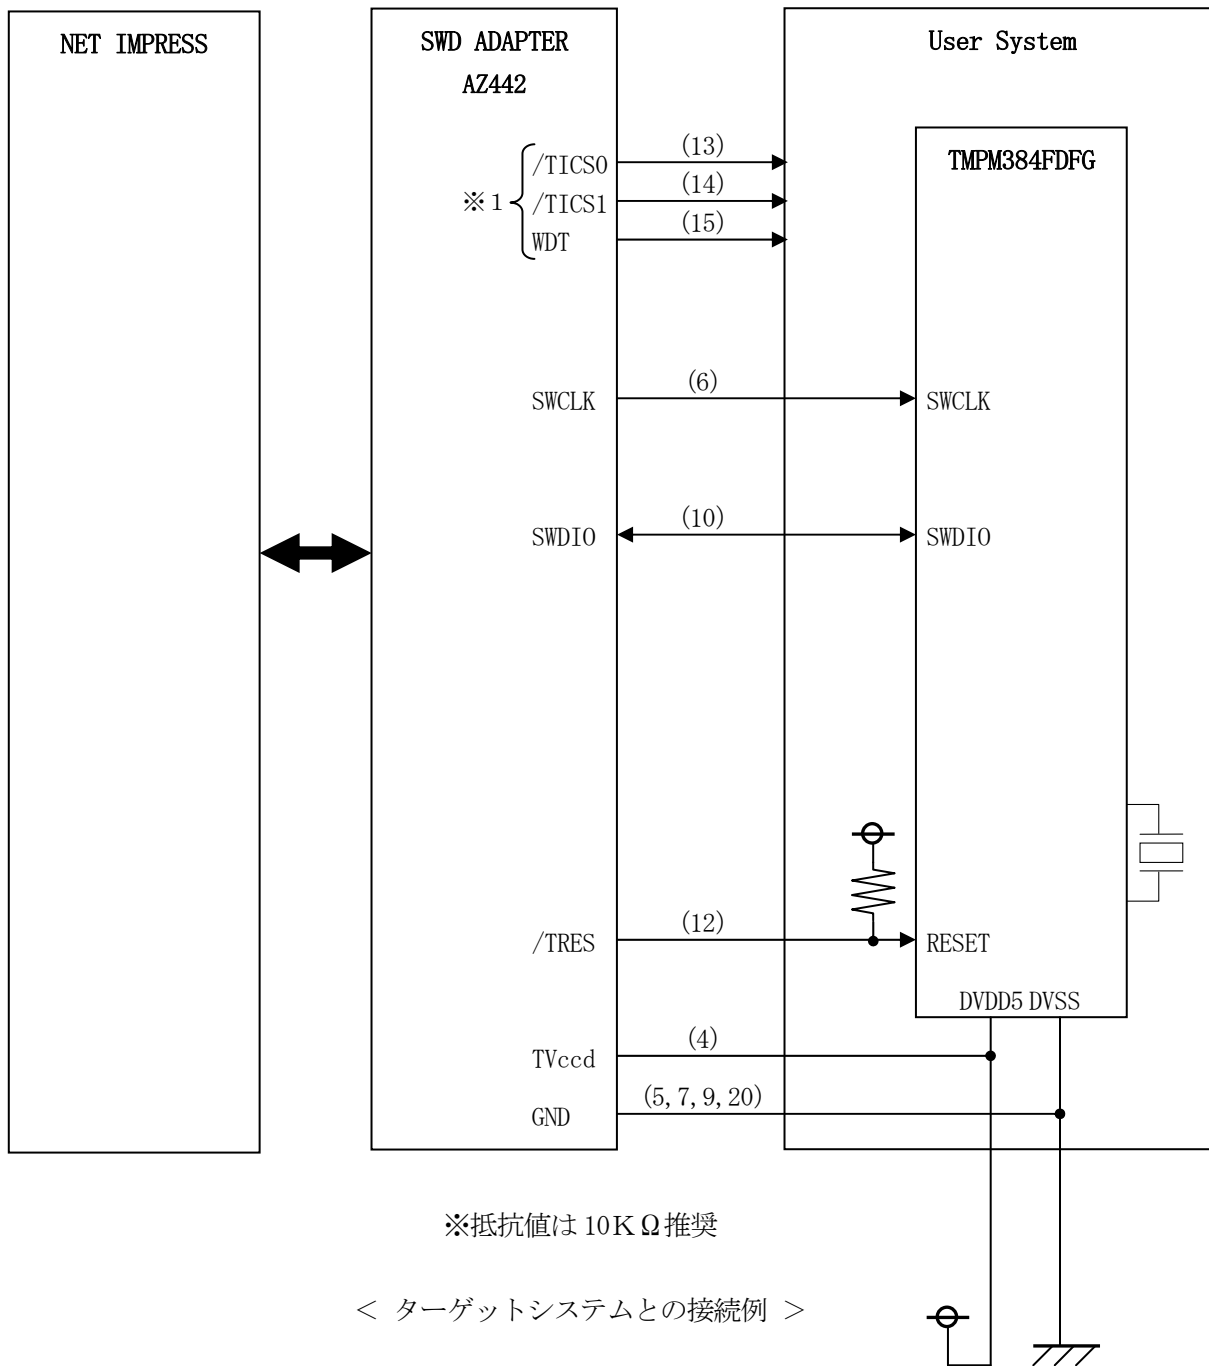 NET IMPRESS
SWD ADAPTER
AZ442
User System
TMPM384FDFG
※1
/TICS0
(13)
/TICS1
(14)
WDT
(15)
SWCLK
(6)
SWCLK
SWDIO
(10)
SWDIO
/TRES
(12)
RESET
DVDD5 DVSS
TVccd
(4)
GND
(5,7,9,20)
※抵抗値は10KΩ推奨
< ターゲットシステムとの接続例 >